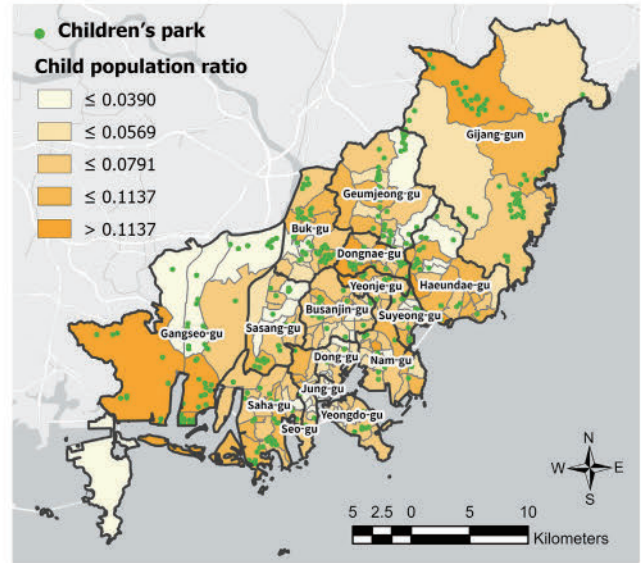 Children's park
Child population ratio
≤ 0.0390
≤ 0.0569
≤ 0.0791
≤ 0.1137
> 0.1137
Gijang-gun
Geumjeong-gu
Buk-gu
Dongnae-gu
Yeonje-gu
Haeundae-gu
Gangseo-gu
Sasang-gu
Busanjin-gu
Suyeong-gu
Dong-gu
Nam-gu
Jung-gu
Saha-gu
Yeongdo-gu
Seo-gu
N
W E
S
5 2.5 0 5 10
Kilometers